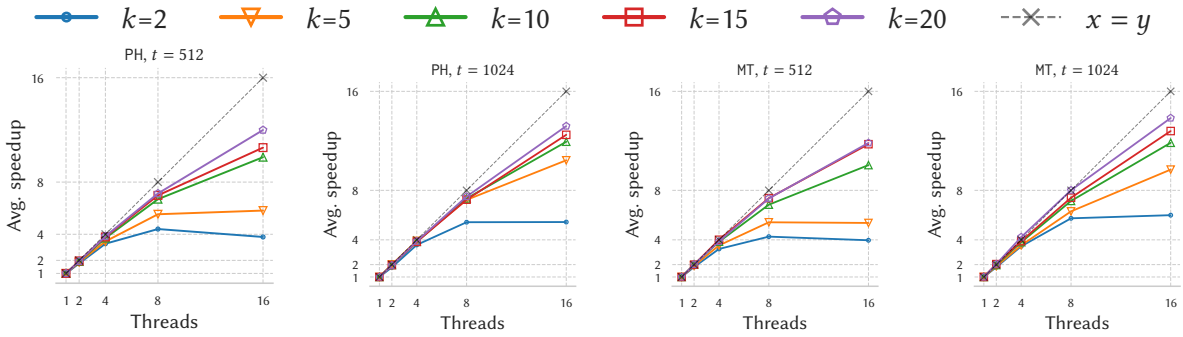 k=2 k=5 k=10 k=15 k=20 x = y
PH, t = 512
16
8
4
2
1
1 2 4 8 16
Avg. speedup
Threads
PH, t = 1024
16
8
4
2
1
1 2 4 8 16
Avg. speedup
Threads
MT, t = 512
16
8
4
2
1
1 2 4 8 16
Avg. speedup
Threads
MT, t = 1024
16
8
4
2
1
1 2 4 8 16
Avg. speedup
Threads